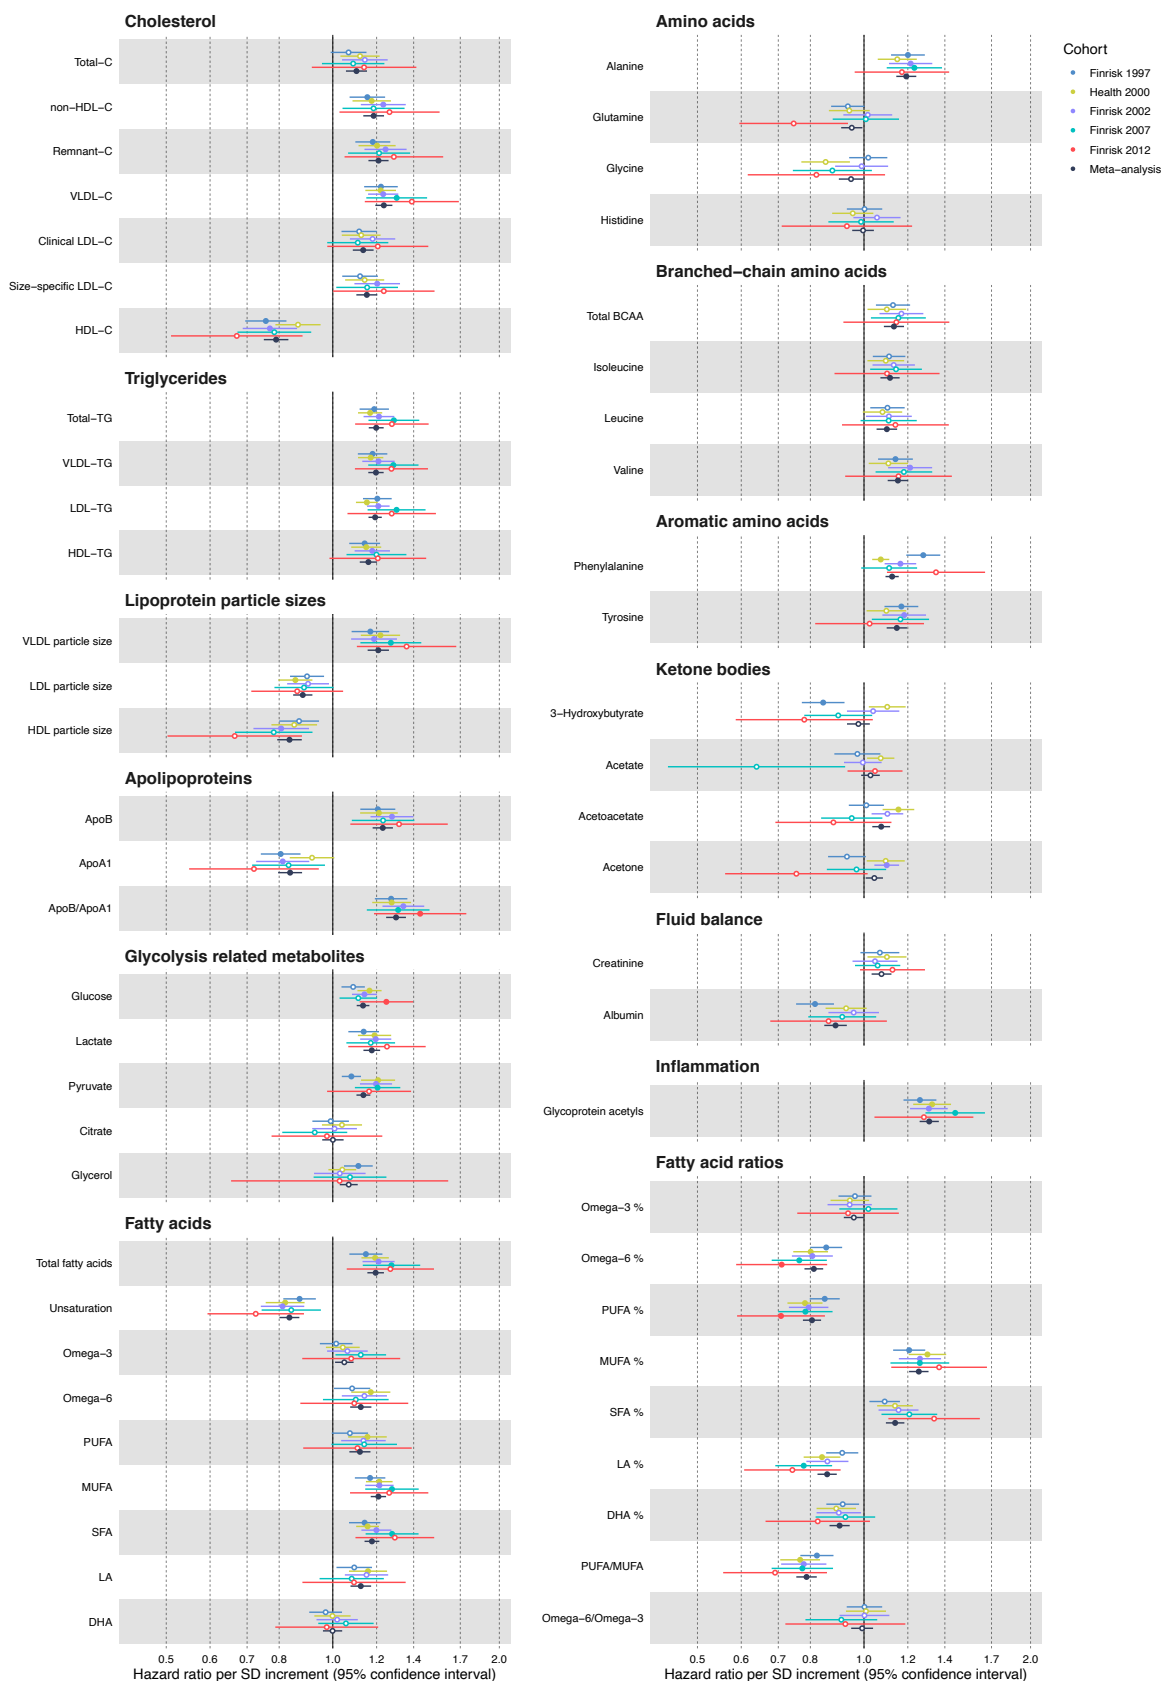 Cholesterol
Total−C
non−HDL−C
Remnant−C
VLDL−C
Clinical LDL−C
Size−specific LDL−C
HDL−C
Triglycerides
Total−TG
VLDL−TG
LDL−TG
HDL−TG
Lipoprotein particle sizes
VLDL particle size
LDL particle size
HDL particle size
Apolipoproteins
ApoB
ApoA1
ApoB/ApoA1
Glycolysis related metabolites
Glucose
Lactate
Pyruvate
Citrate
Glycerol
Fatty acids
Total fatty acids
Unsaturation
Omega−3
Omega−6
PUFA
MUFA
SFA
LA
DHA
0.5 0.6 0.7 0.8 1.0 1.2 1.4 1.7 2.0
Hazard ratio per SD increment (95% confidence interval)
Amino acids
Alanine
Glutamine
Glycine
Histidine
Branched−chain amino acids
Total BCAA
Isoleucine
Leucine
Valine
Aromatic amino acids
Phenylalanine
Tyrosine
Ketone bodies
3−Hydroxybutyrate
Acetate
Acetoacetate
Acetone
Fluid balance
Creatinine
Albumin
Inflammation
Glycoprotein acetyls
Fatty acid ratios
Omega−3 %
Omega−6 %
PUFA %
MUFA %
SFA %
LA %
DHA %
PUFA/MUFA
Omega−6/Omega−3
0.5 0.6 0.7 0.8 1.0 1.2 1.4 1.7 2.0
Hazard ratio per SD increment (95% confidence interval)
Cohort
Finrisk 1997
Health 2000
Finrisk 2002
Finrisk 2007
Finrisk 2012
Meta−analysis